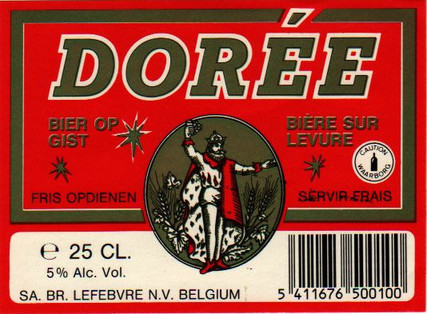 DORÉE
BIER OP
GIST
BIÈRE SUR
LEVURE
CAUTION
WAARBORG
FRIS OPDIENEN
SERVIR FRAIS
℮ 25 CL.
5% Alc. Vol.
SA. BR. LEFEBVRE N.V. BELGIUM
5 411676 500100